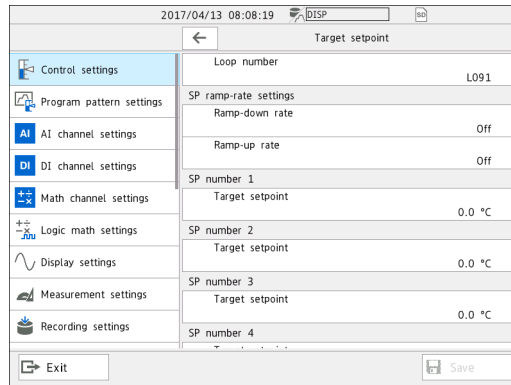 2017/04/13 08:08:19 DISP SD
Target setpoint
Control settings
Program pattern settings
AI AI channel settings
DI DI channel settings
Math channel settings
Logic math settings
Display settings
Measurement settings
Recording settings
Loop number
L091
SP ramp-rate settings
Ramp-down rate
Off
Ramp-up rate
Off
SP number 1
Target setpoint
0.0 °C
SP number 2
Target setpoint
0.0 °C
SP number 3
Target setpoint
0.0 °C
SP number 4
Exit
Save